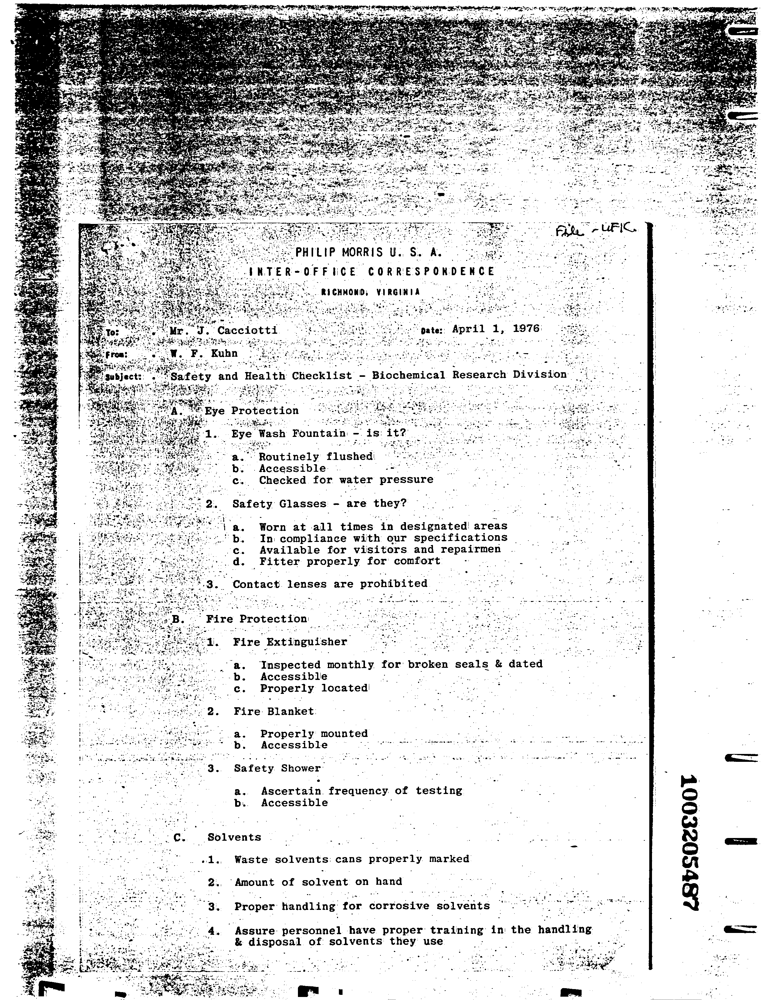 File - WFK
PHILIP MORRIS U. S. A.
INTER-OFFICE CORRESPONDENCE
RICHMOND, VIRGINIA
To: . Mr. J. Cacciotti Date: April 1, 1976
From: . W. F. Kuhn
Subject: . Safety and Health Checklist - Biochemical Research Division
A. Eye Protection
1. Eye Wash Fountain - is it?
a. Routinely flushed
b. Accessible
c. Checked for water pressure
2. Safety Glasses - are they?
a. Worn at all times in designated areas
b. In compliance with our specifications
c. Available for visitors and repairmen
d. Fitter properly for comfort
3. Contact lenses are prohibited
B. Fire Protection
1. Fire Extinguisher
a. Inspected monthly for broken seals & dated
b. Accessible
c. Properly located
2. Fire Blanket
a. Properly mounted
b. Accessible
3. Safety Shower
a. Ascertain frequency of testing
b. Accessible
C. Solvents
1. Waste solvents cans properly marked
2. Amount of solvent on hand
3. Proper handling for corrosive solvents
4. Assure personnel have proper training in the handling
& disposal of solvents they use
1003205487